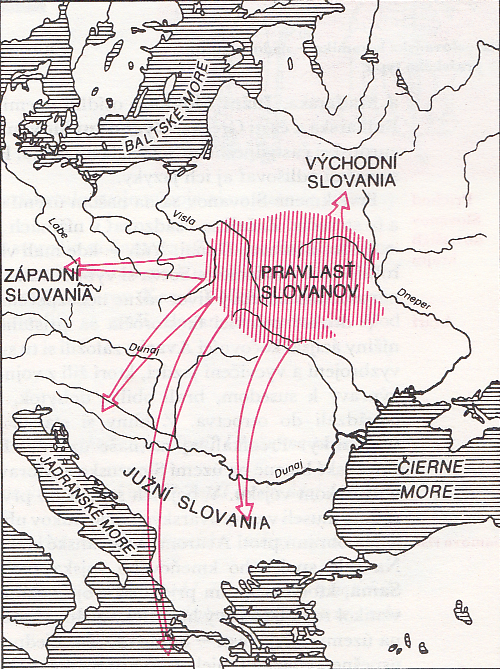 BALTSKÉ MORE
VÝCHODNÍ
SLOVANIA
Visla
Labe
ZÁPADNÍ
SLOVANIA
PRAVLASŤ
SLOVANOV
Dneper
Dunaj
JADRANSKÉ MORE
JUŽNÍ SLOVANIA
Dunaj
ČIERNE
MORE